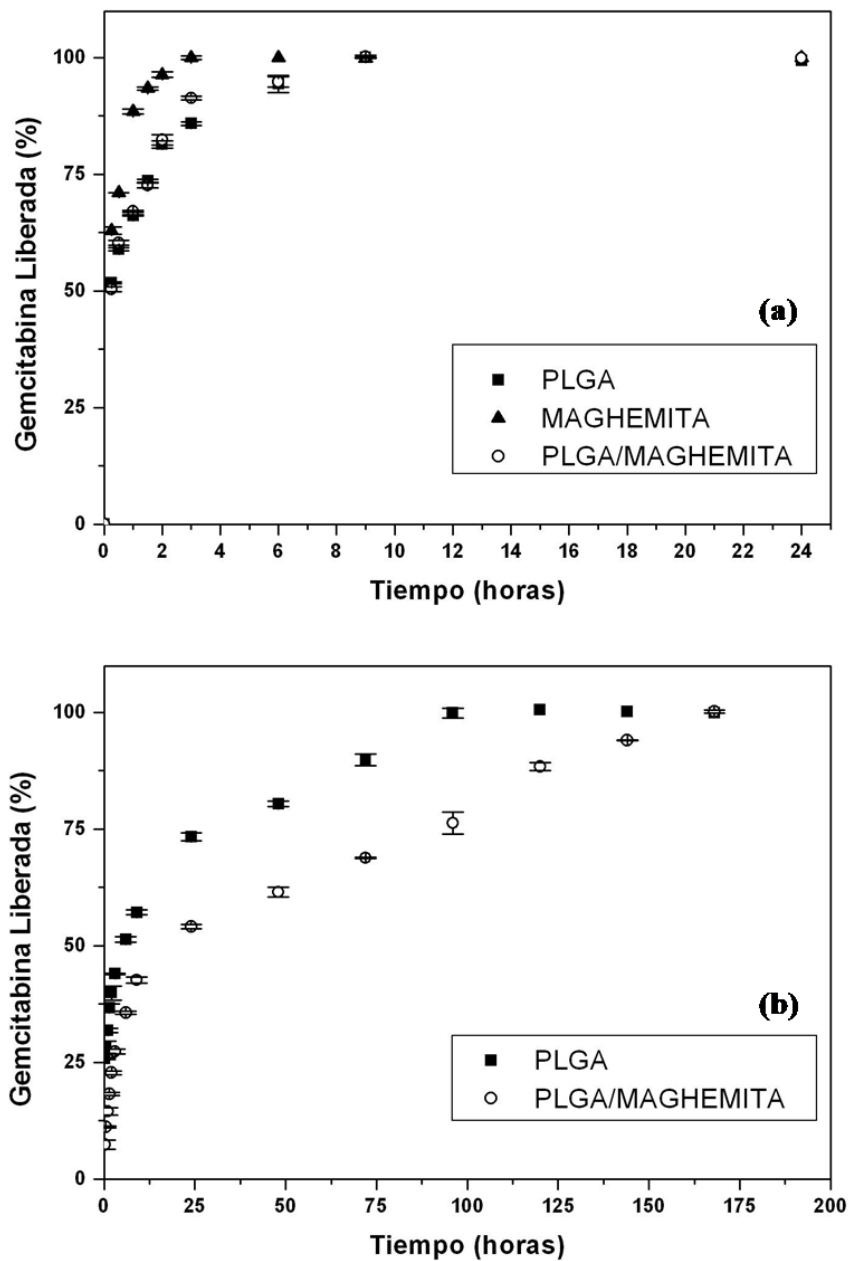 100
75
50
25
0
Gemcitabina Liberada (%)
(a)
PLGA
MAGHEMITA
PLGA/MAGHEMITA
0 2 4 6 8 10 12 14 16 18 20 22 24
Tiempo (horas)
100
75
50
25
0
Gemcitabina Liberada (%)
(b)
PLGA
PLGA/MAGHEMITA
0 25 50 75 100 125 150 175 200
Tiempo (horas)